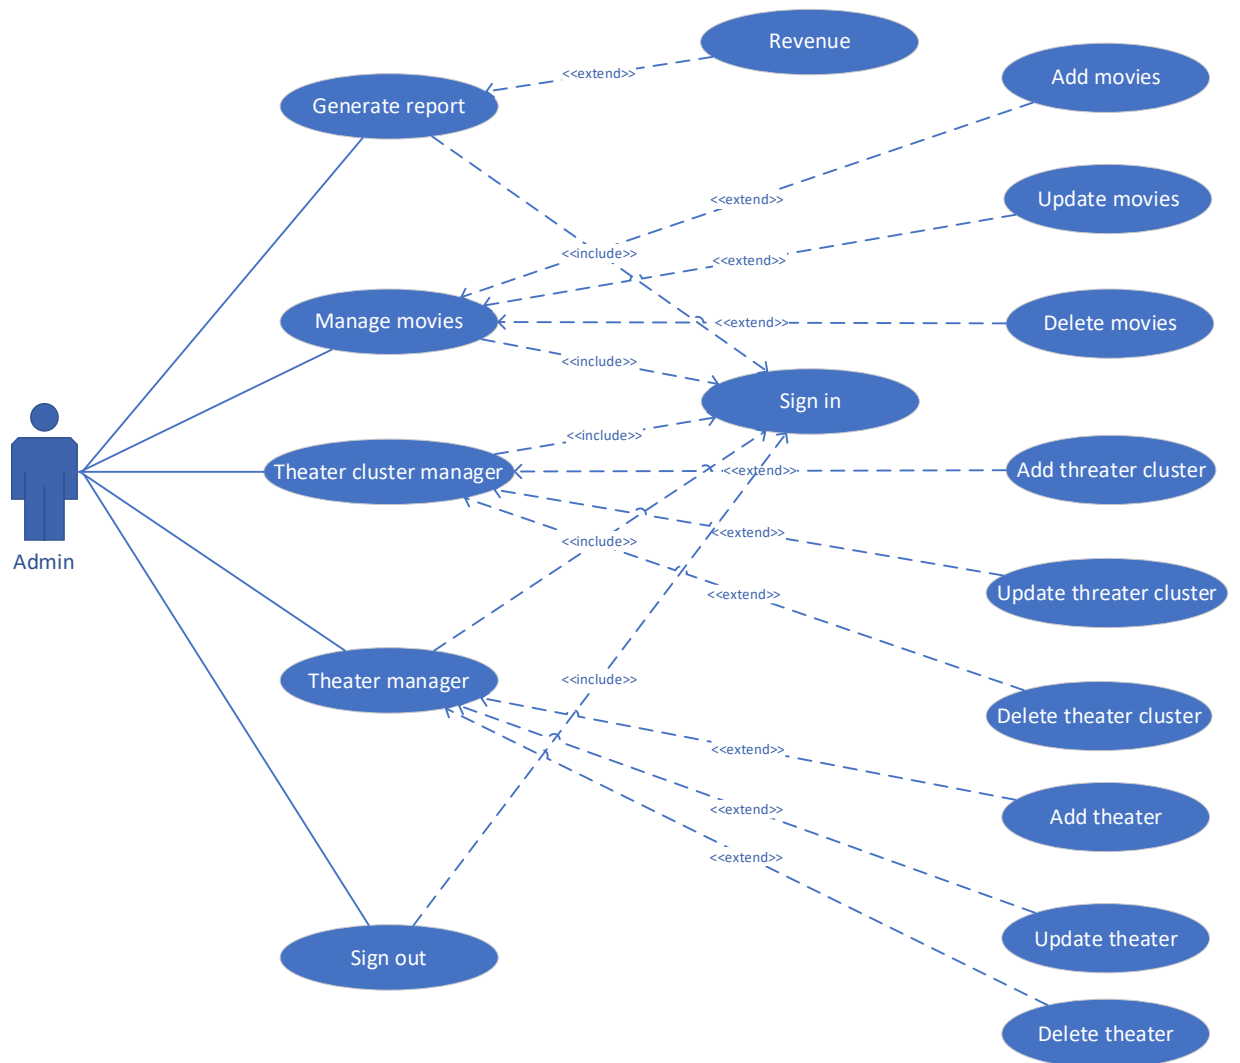 Revenue
<<extend>>
Add movies
Generate report
<<extend>>
Update movies
<<include>>
<<extend>>
Manage movies
<<extend>>
Delete movies
<<include>>
Sign in
<<include>>
Theater cluster manager
<<extend>>
Add threater cluster
<<extend>>
<<include>>
Admin
Update threater cluster
<<extend>>
Theater manager
<<include>>
Delete theater cluster
<<extend>>
<<extend>>
Add theater
<<extend>>
Update theater
Sign out
Delete theater